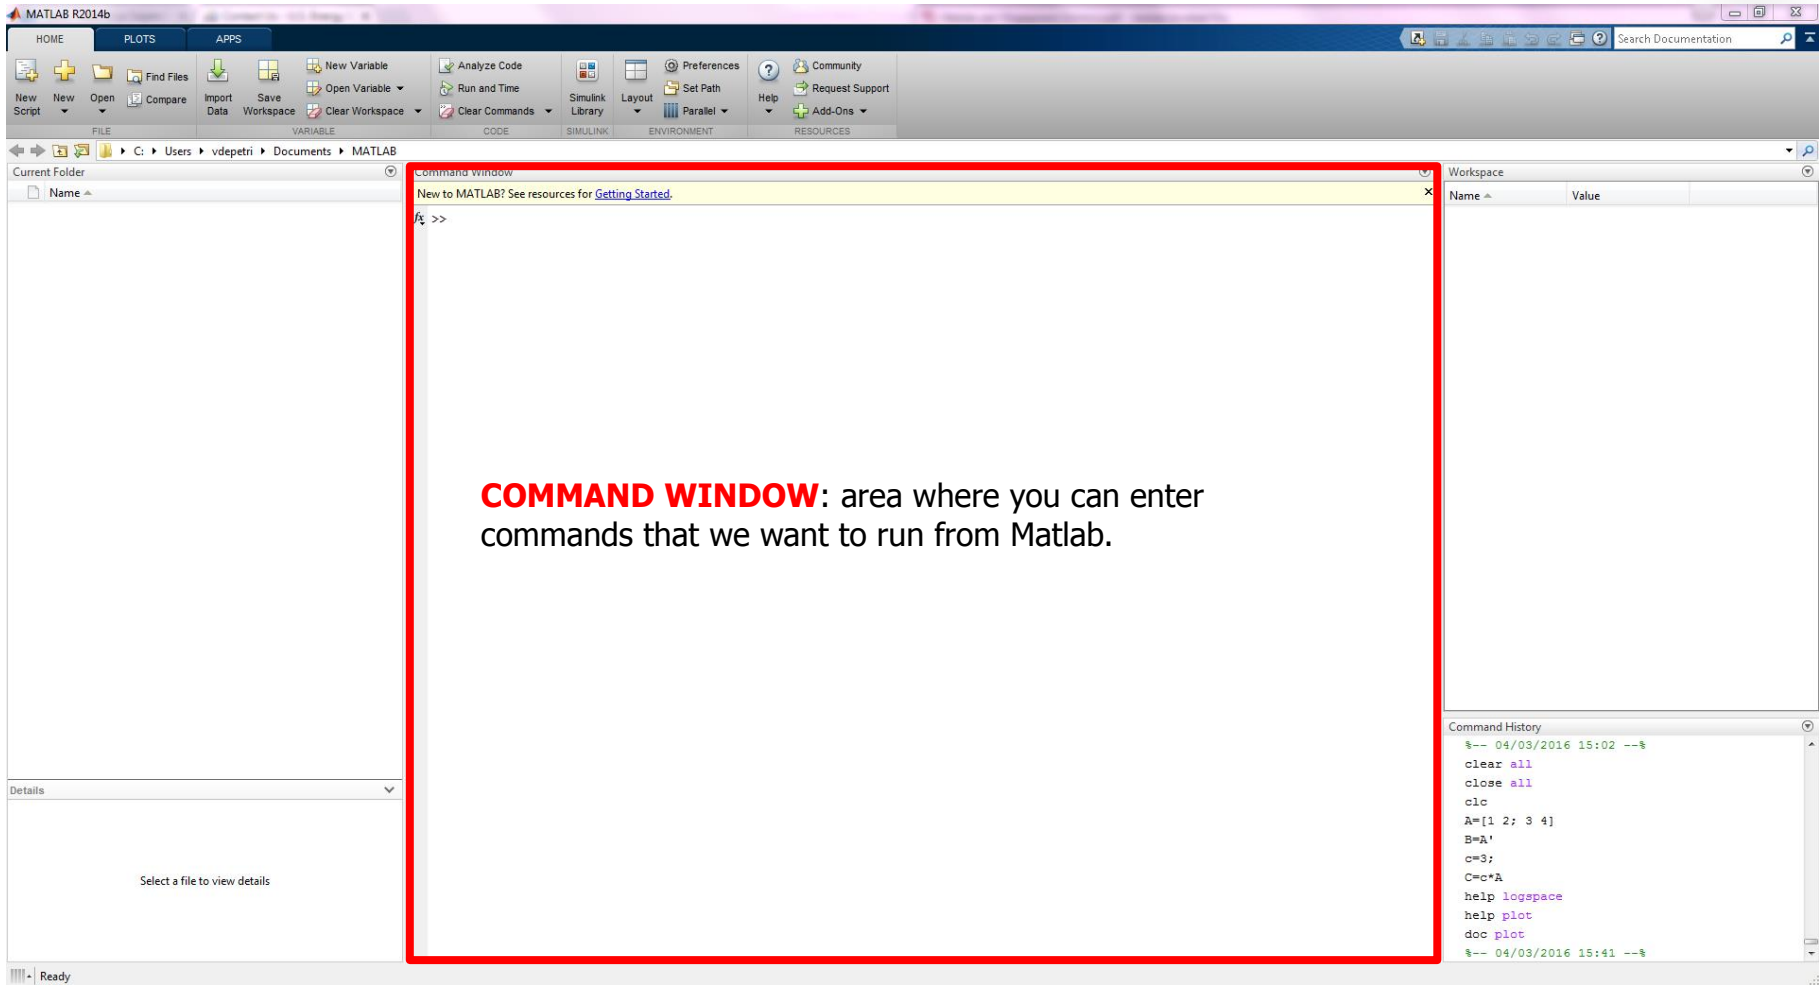 MATLAB R2014b
HOME PLOTS APPS
Search Documentation
New Script
New
Open
Find Files
Compare
FILE
Import Data
Save Workspace
New Variable
Open Variable
Clear Workspace
VARIABLE
Analyze Code
Run and Time
Clear Commands
CODE
Simulink Library
SIMULINK
Layout
Preferences
Set Path
Parallel
ENVIRONMENT
Help
Community
Request Support
Add-Ons
RESOURCES
C: Users vdepetri Documents MATLAB
Current Folder
Name
Details
Select a file to view details
Command Window
New to MATLAB? See resources for Getting Started.
fx >>
COMMAND WINDOW: area where you can enter
commands that we want to run from Matlab.
Workspace
Name Value
Command History
%-- 04/03/2016 15:02 --%
clear all
close all
clc
A=[1 2; 3 4]
B=A'
c=3;
C=c*A
help logspace
help plot
doc plot
%-- 04/03/2016 15:41 --%
Ready